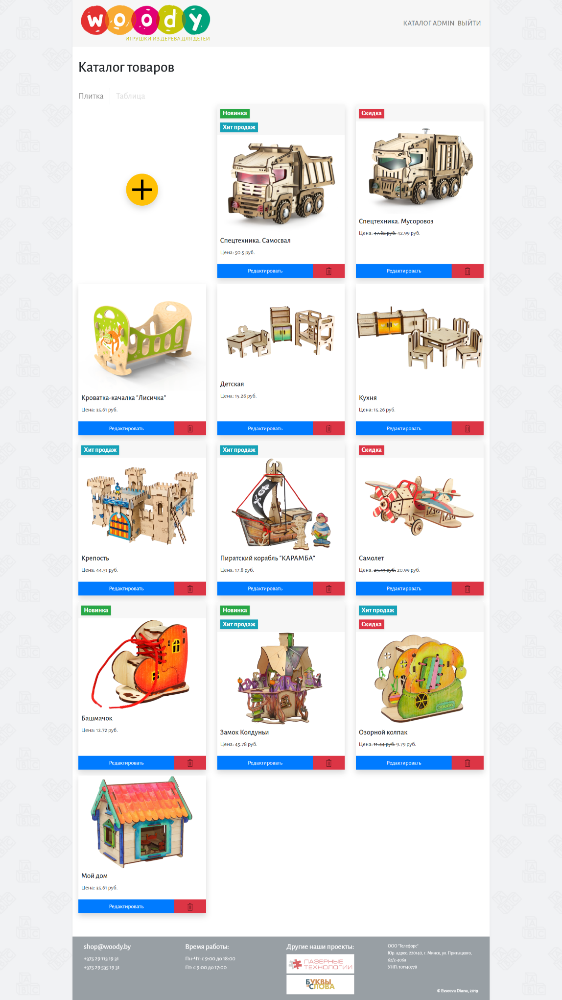 woody
ИГРУШКИ ИЗ ДЕРЕВА ДЛЯ ДЕТЕЙ
КАТАЛОГ ADMIN ВЫЙТИ
Каталог товаров
Плитка
Таблица
Новинка
Хит продаж
Спецтехника. Самосвал
Цена: 50.5 руб.
Редактировать
Скидка
Спецтехника. Мусоровоз
Цена: 47.82 руб. 42.99 руб.
Редактировать
Кроватка-качалка "Лисичка"
Цена: 35.61 руб.
Редактировать
Детская
Цена: 15.26 руб.
Редактировать
Кухня
Цена: 15.26 руб.
Редактировать
Хит продаж
Крепость
Цена: 44.51 руб.
Редактировать
Хит продаж
Пиратский корабль "КАРАМБА"
Цена: 17.8 руб.
Редактировать
Скидка
Самолет
Цена: 25.43 руб. 20.99 руб.
Редактировать
Новинка
Башмачок
Цена: 12.72 руб.
Редактировать
Новинка
Хит продаж
Замок Колдуньи
Цена: 45.78 руб.
Редактировать
Хит продаж
Скидка
Озорной колпак
Цена: 11.44 руб. 9.79 руб.
Редактировать
Мой дом
Цена: 35.61 руб.
Редактировать
shop@woody.by
+375 29 113 19 31
+375 29 535 19 31
Время работы:
Пн-Чт: с 9:00 до 18:00
Пт: с 9:00 до 17:00
Другие наши проекты:
ЛАЗЕРНЫЕ
ТЕХНОЛОГИИ
БУКВЫ
И СЛОВА
ООО "Телефорс"
Юр. адрес: 220140, г. Минск, ул. Притыцкого,
62/2-406а
УНП: 101140778
© Evseeva Diana, 2019